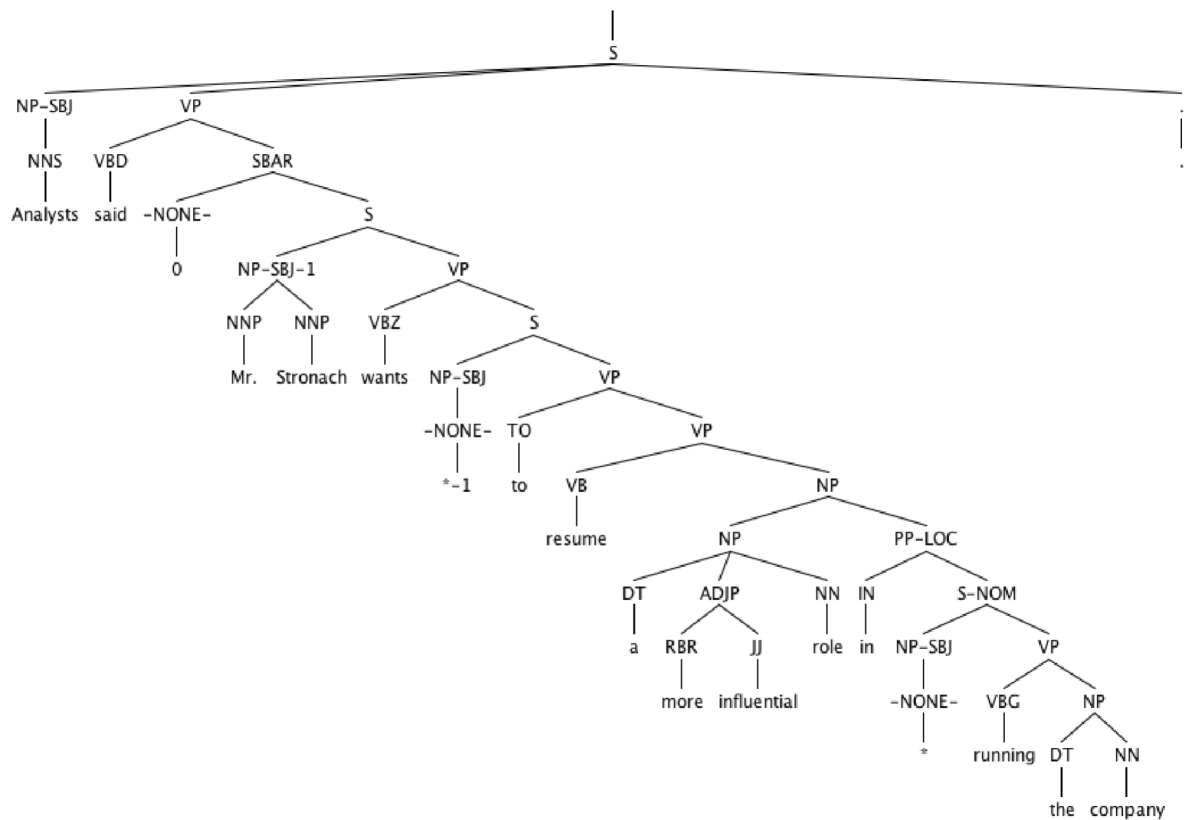 S
NP-SBJ VP .
NNS VBD SBAR .
Analysts said -NONE- S
0 NP-SBJ-1 VP
NNP NNP VBZ S
Mr. Stronach wants NP-SBJ VP
-NONE- TO VP
*-1 to VB NP
resume NP PP-LOC
DT ADJP NN IN S-NOM
a RBR JJ role in NP-SBJ VP
more influential -NONE- VBG NP
* running DT NN
the company